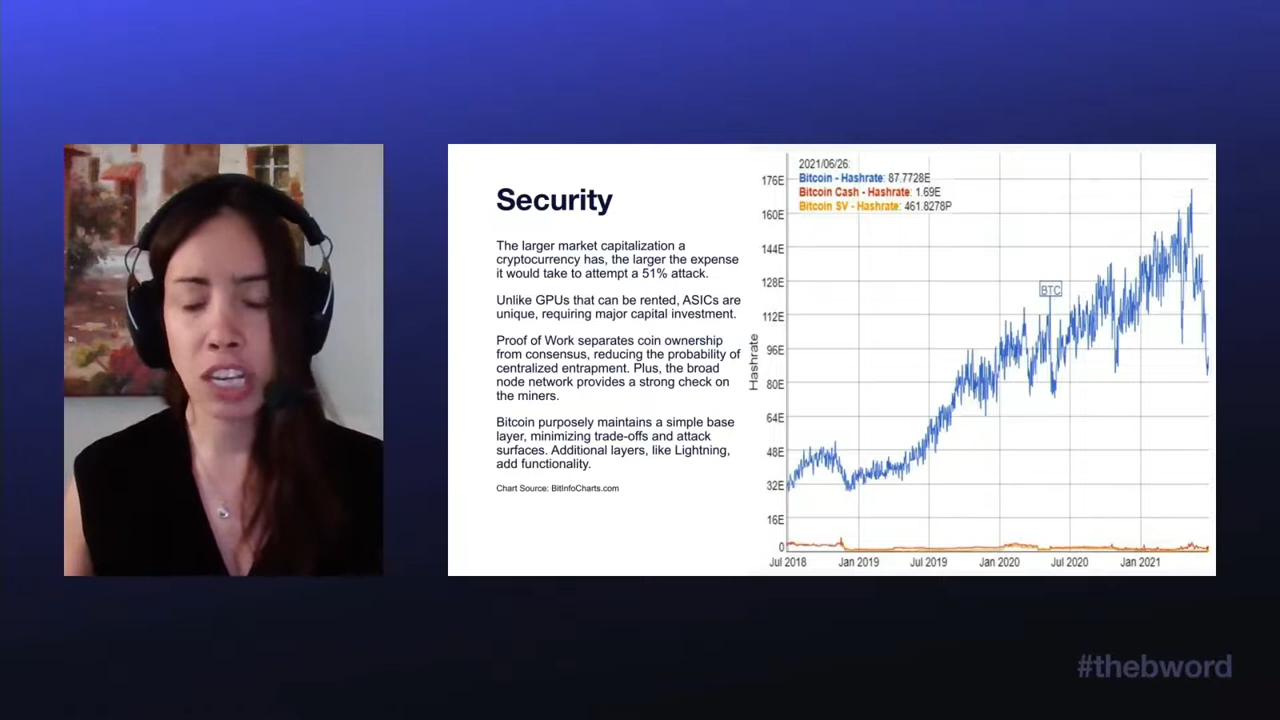 Security
The larger market capitalization a
cryptocurrency has, the larger the expense
it would take to attempt a 51% attack.
Unlike GPUs that can be rented, ASICs are
unique, requiring major capital investment.
Proof of Work separates coin ownership
from consensus, reducing the probability of
centralized entrapment. Plus, the broad
node network provides a strong check on
the miners.
Bitcoin purposely maintains a simple base
layer, minimizing trade-offs and attack
surfaces. Additional layers, like Lightning,
add functionality.
Chart Source: BitInfoCharts.com
2021/06/26:
Bitcoin - Hashrate: 87.7728E
Bitcoin Cash - Hashrate: 1.69E
Bitcoin SV - Hashrate: 461.8278P
176E
160E
144E
128E
112E
96E
80E
64E
48E
32E
16E
0
Hashrate
BTC
Jul 2018 Jan 2019 Jul 2019 Jan 2020 Jul 2020 Jan 2021
#thebword